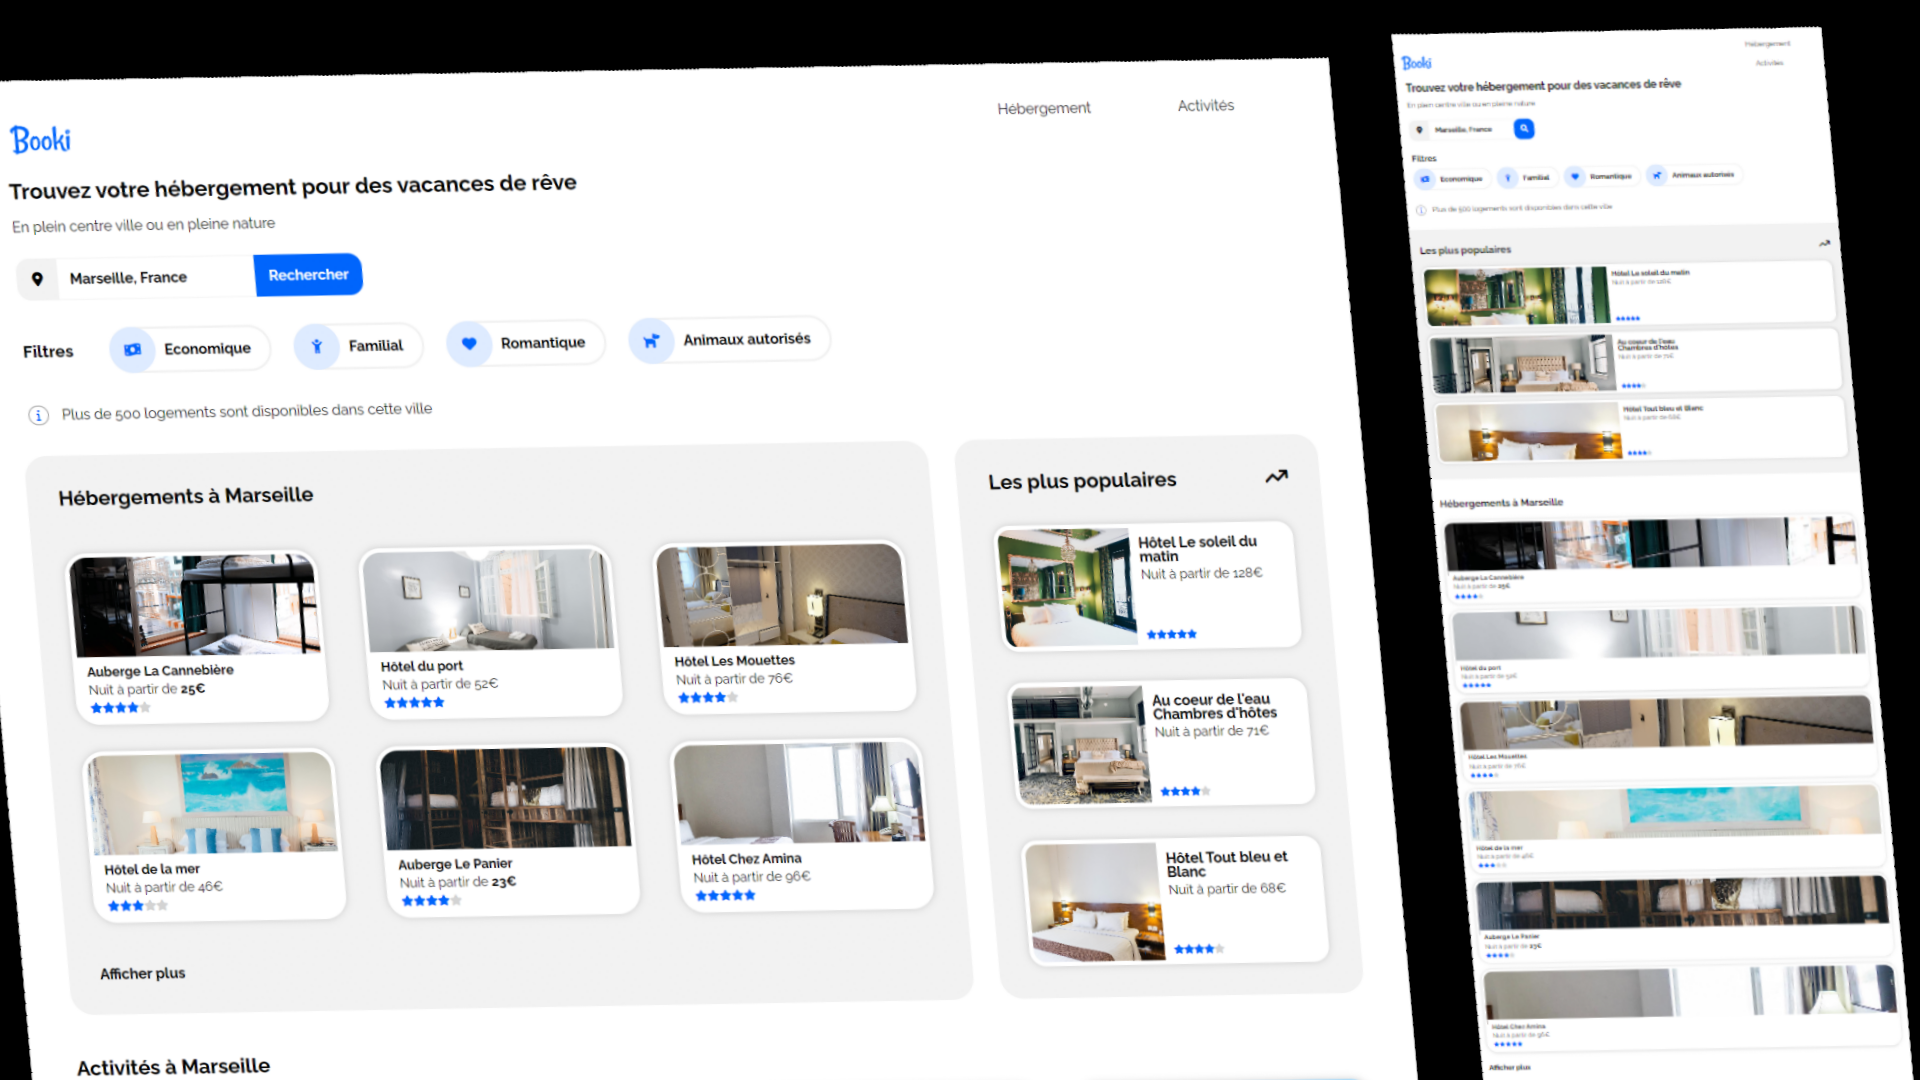 Hébergement
Activités
Booki
Trouvez votre hébergement pour des vacances de rêve
En plein centre ville ou en pleine nature
Marseille, France
Rechercher
Filtres
Economique
Familial
Romantique
Animaux autorisés
Plus de 500 logements sont disponibles dans cette ville
Hébergements à Marseille
Auberge La Cannebière
Nuit à partir de 25€
Hôtel du port
Nuit à partir de 52€
Hôtel Les Mouettes
Nuit à partir de 76€
Hôtel de la mer
Nuit à partir de 46€
Auberge Le Panier
Nuit à partir de 23€
Hôtel Chez Amina
Nuit à partir de 96€
Afficher plus
Les plus populaires
Hôtel Le soleil du
matin
Nuit à partir de 128€
Au coeur de l'eau
Chambres d'hôtes
Nuit à partir de 71€
Hôtel Tout bleu et
Blanc
Nuit à partir de 68€
Activités à Marseille
Hébergement
Activités
Booki
Trouvez votre hébergement pour des vacances de rêve
En plein centre ville ou en pleine nature
Marseille, France
Filtres
Economique
Familial
Romantique
Animaux autorisés
Plus de 500 logements sont disponibles dans cette ville
Les plus populaires
Hôtel Le soleil du matin
Nuit à partir de 128€
Au coeur de l'eau
Chambres d'hôtes
Nuit à partir de 71€
Hôtel Tout bleu et Blanc
Nuit à partir de 68€
Hébergements à Marseille
Auberge La Cannebière
Nuit à partir de 25€
Hôtel du port
Nuit à partir de 52€
Hôtel Les Mouettes
Nuit à partir de 76€
Hôtel de la mer
Nuit à partir de 46€
Auberge Le Panier
Nuit à partir de 23€
Hôtel Chez Amina
Nuit à partir de 96€
Afficher plus